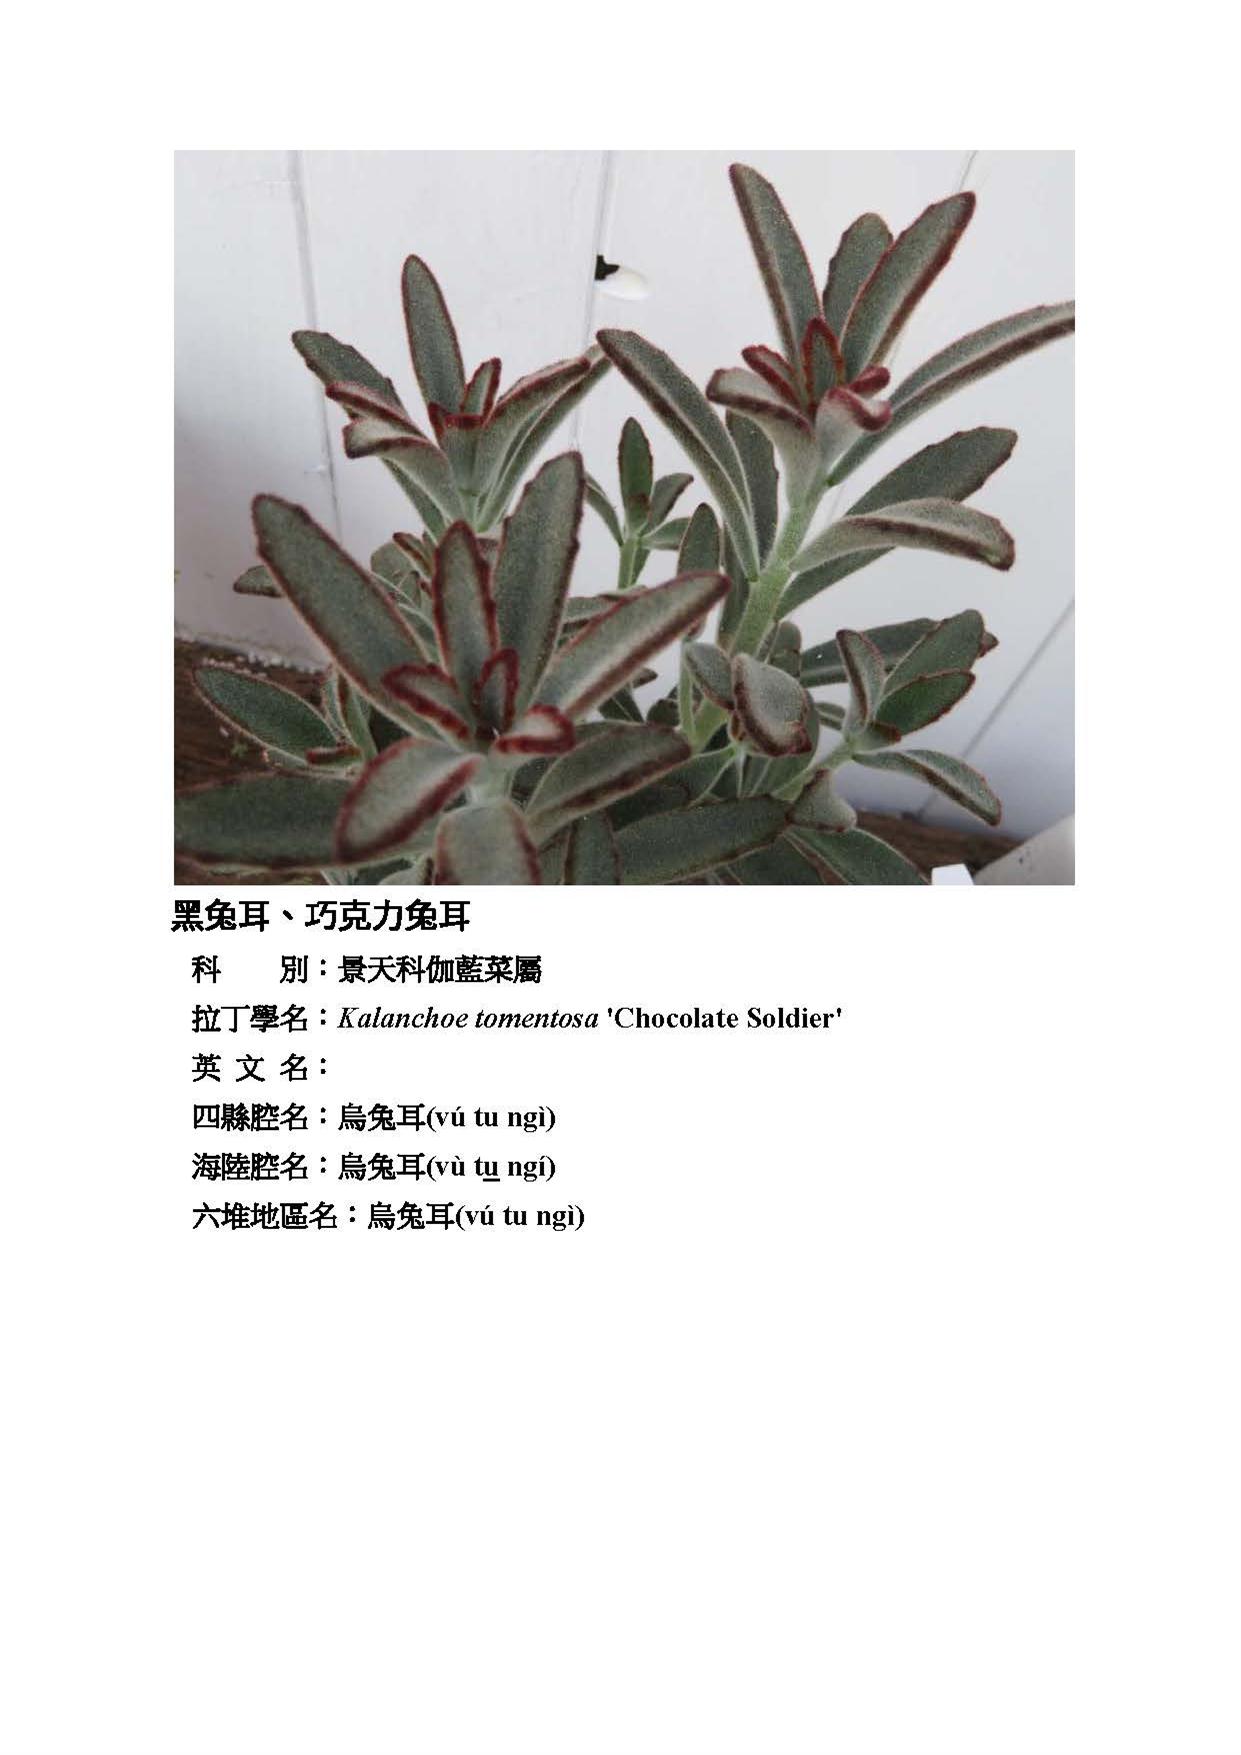 黑兔耳、巧克力兔耳
科　　別：景天科伽藍菜屬
拉丁學名：Kalanchoe tomentosa 'Chocolate Soldier'
英 文 名：
四縣腔名：烏兔耳(vú tu ngì)
海陸腔名：烏兔耳(vù tu̲ ngí)
六堆地區名：烏兔耳(vú tu ngì)